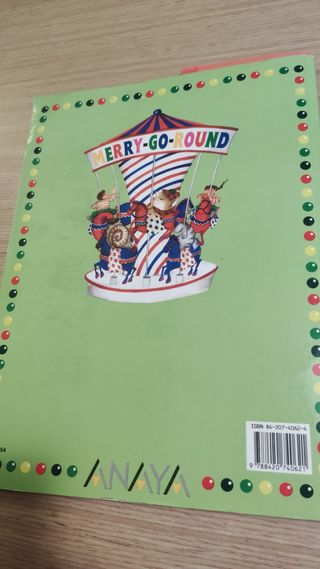 MERRY-GO-ROUND
ISBN 84-207-4062-4
9 788420 740621
ANAYA